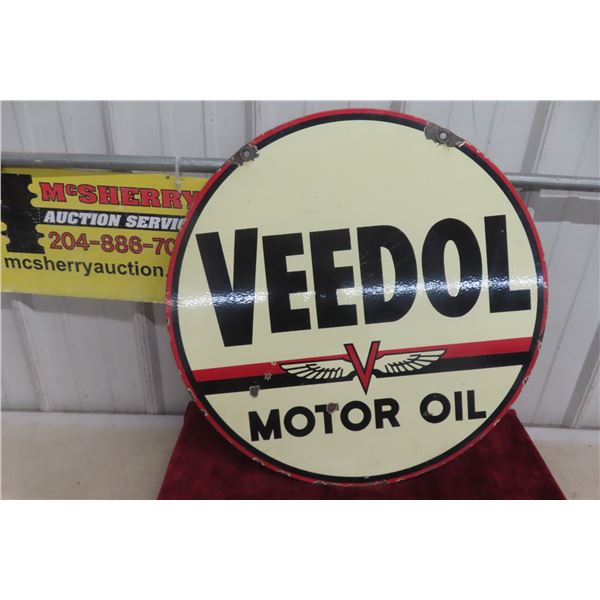 McSHERRY
AUCTION SERVIC
204-886-70
mcsherryauction.
VEEDOL
V
MOTOR OIL